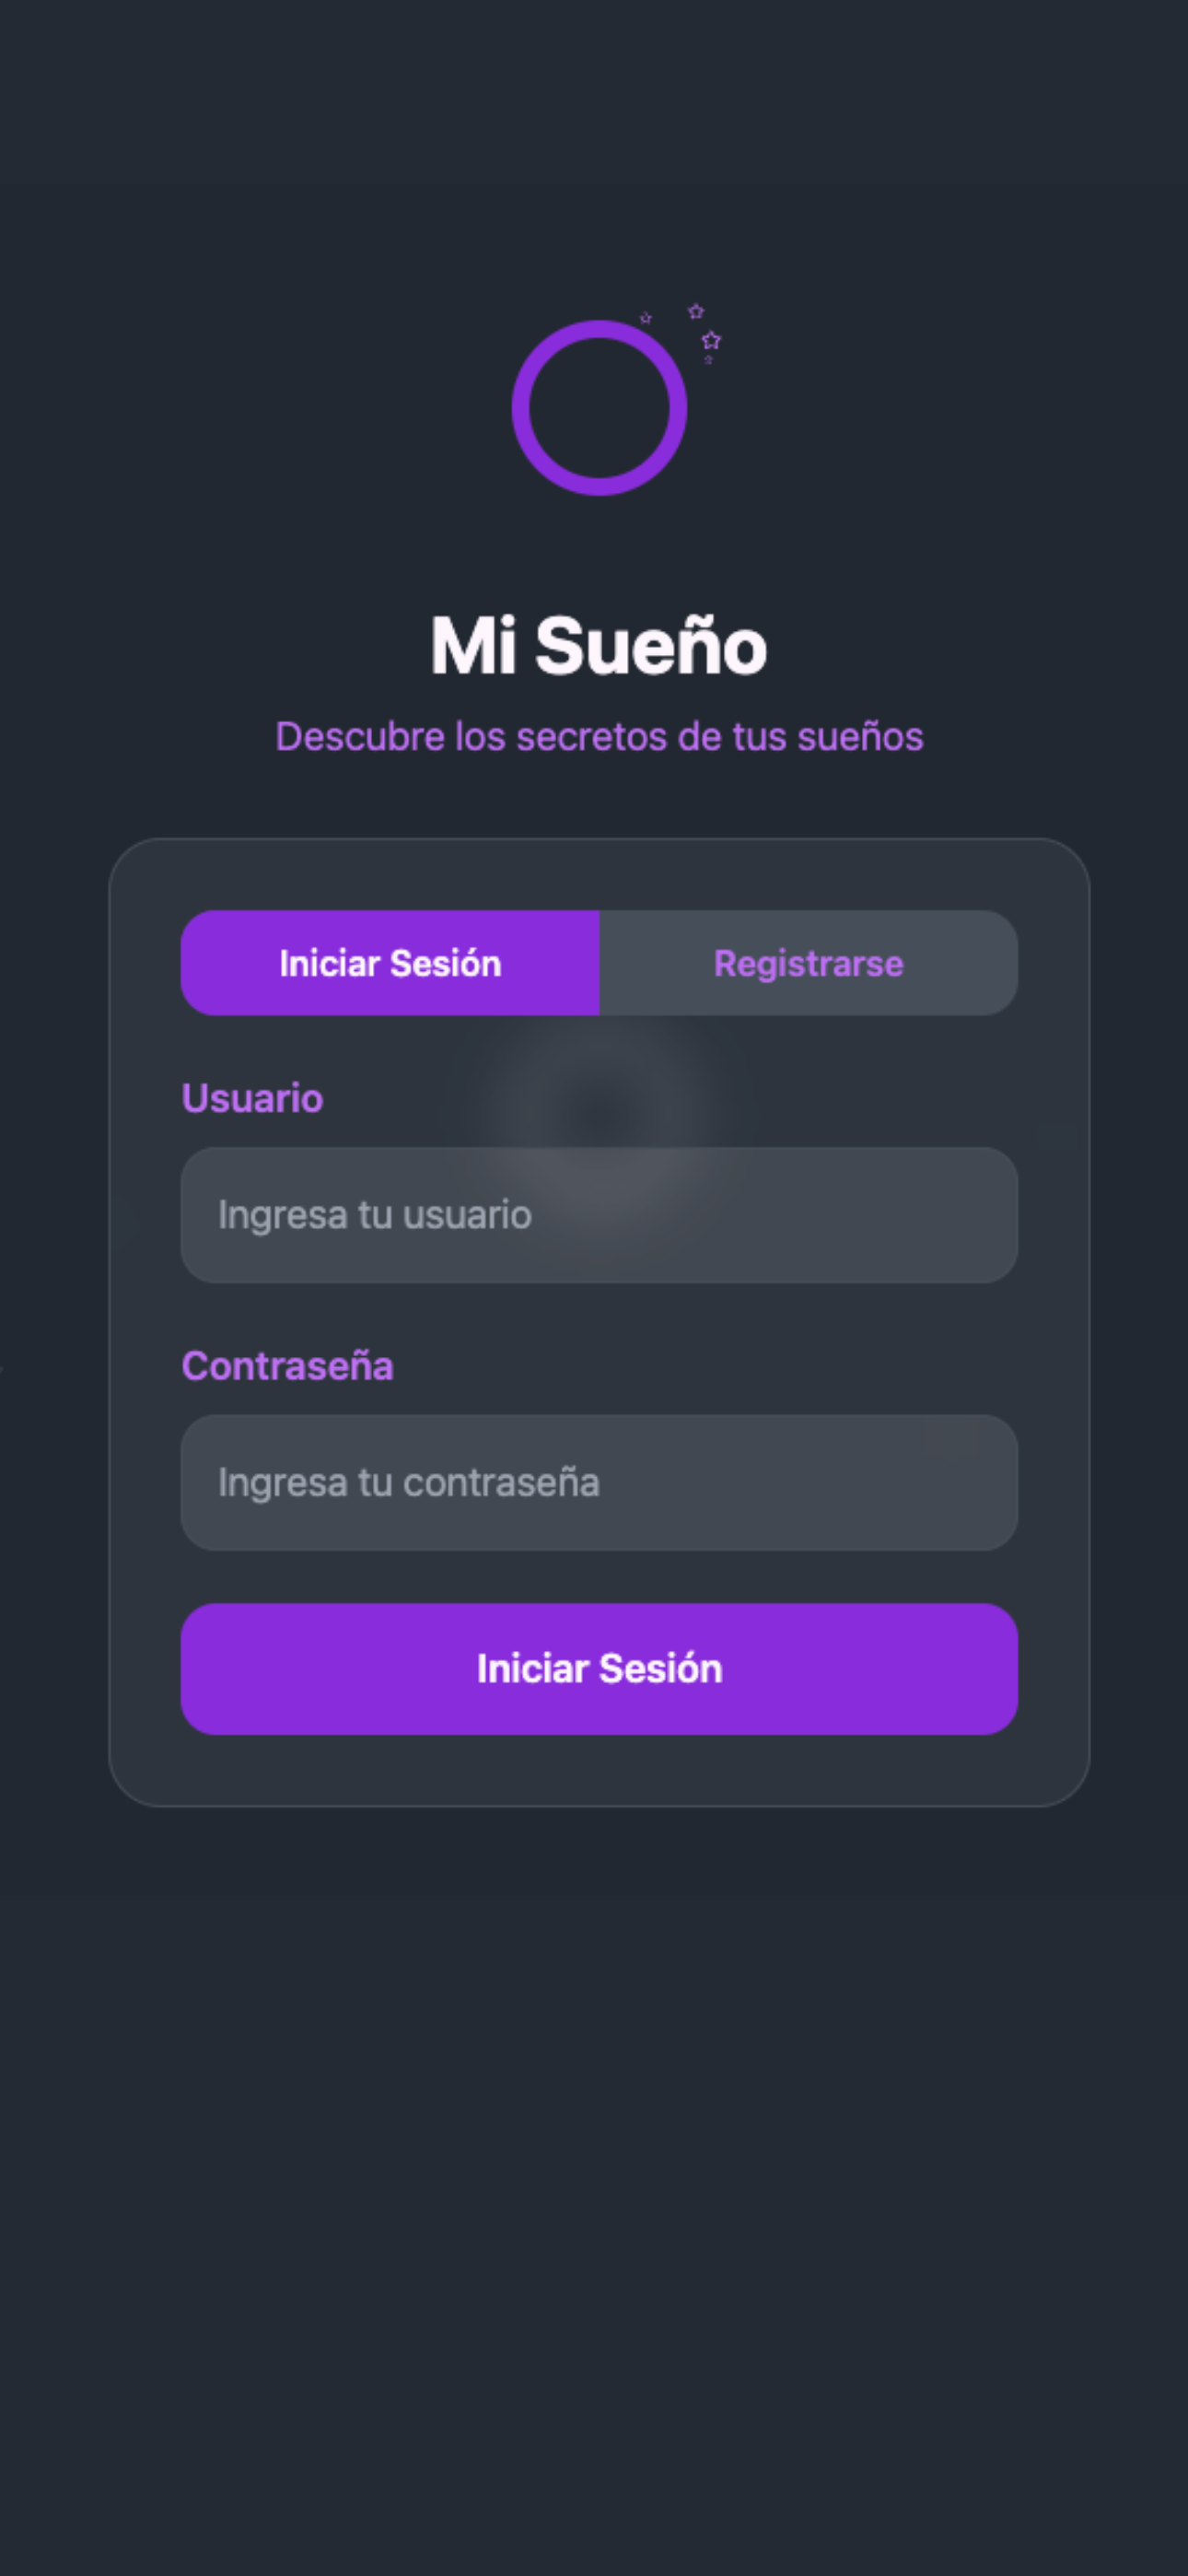 Mi Sueño
Descubre los secretos de tus sueños
Iniciar Sesión
Registrarse
Usuario
Ingresa tu usuario
Contraseña
Ingresa tu contraseña
Iniciar Sesión